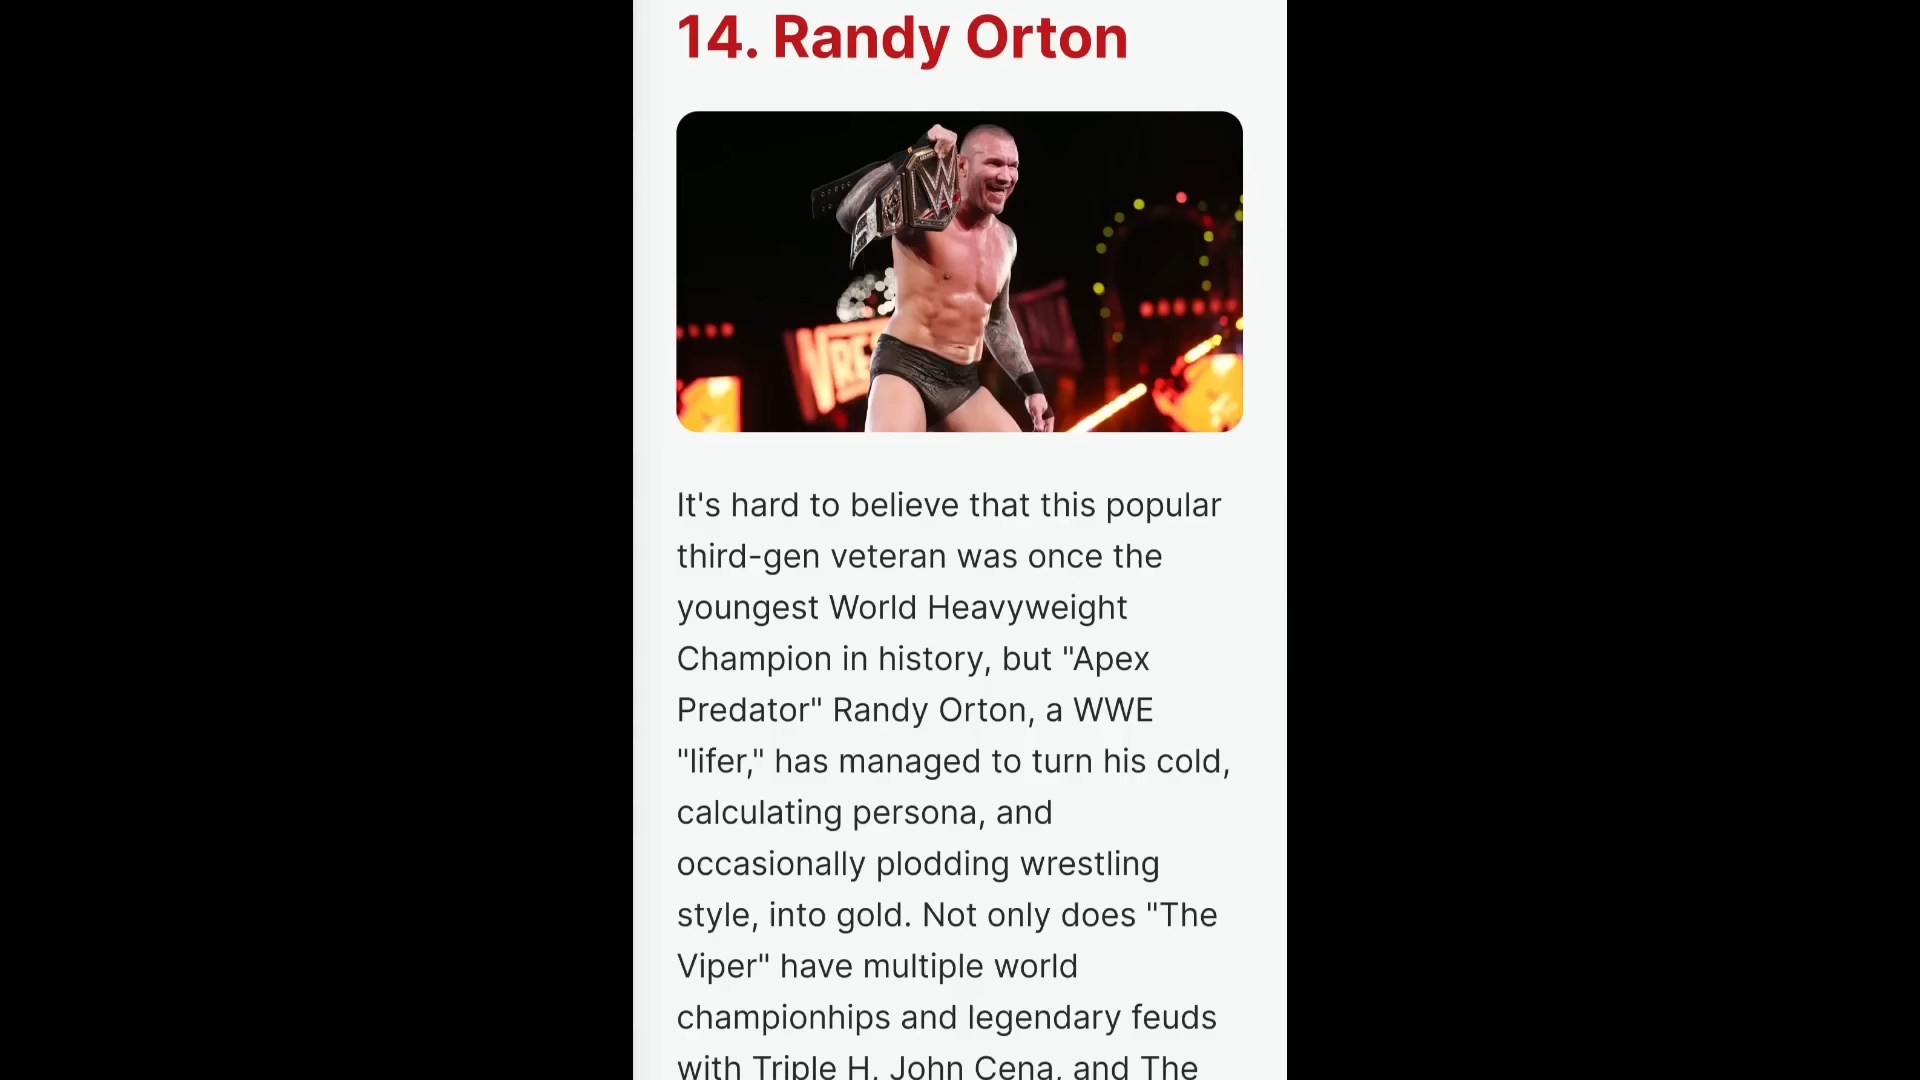 14. Randy Orton
W
VRE
It's hard to believe that this popular
third-gen veteran was once the
youngest World Heavyweight
Champion in history, but "Apex
Predator" Randy Orton, a WWE
"lifer," has managed to turn his cold,
calculating persona, and
occasionally plodding wrestling
style, into gold. Not only does "The
Viper" have multiple world
championhips and legendary feuds
with Triple H, John Cena, and The